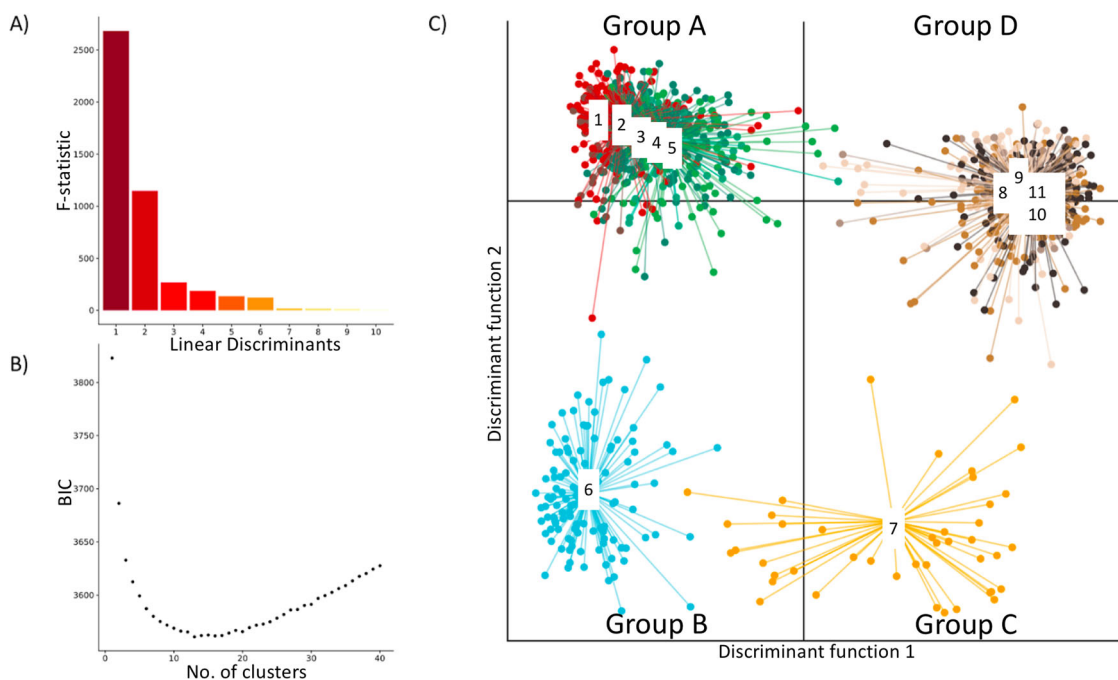 A)
F-statistic
2500
2000
1500
1000
500
0
1 2 3 4 5 6 7 8 9 10
Linear Discriminants
B)
BIC
3800
3750
3700
3650
3600
0 10 20 30 40
No. of clusters
C)
Group A Group D
Discriminant function 2
1 2 3 4 5
8 9 11
10
6
7
Group B Group C
Discriminant function 1